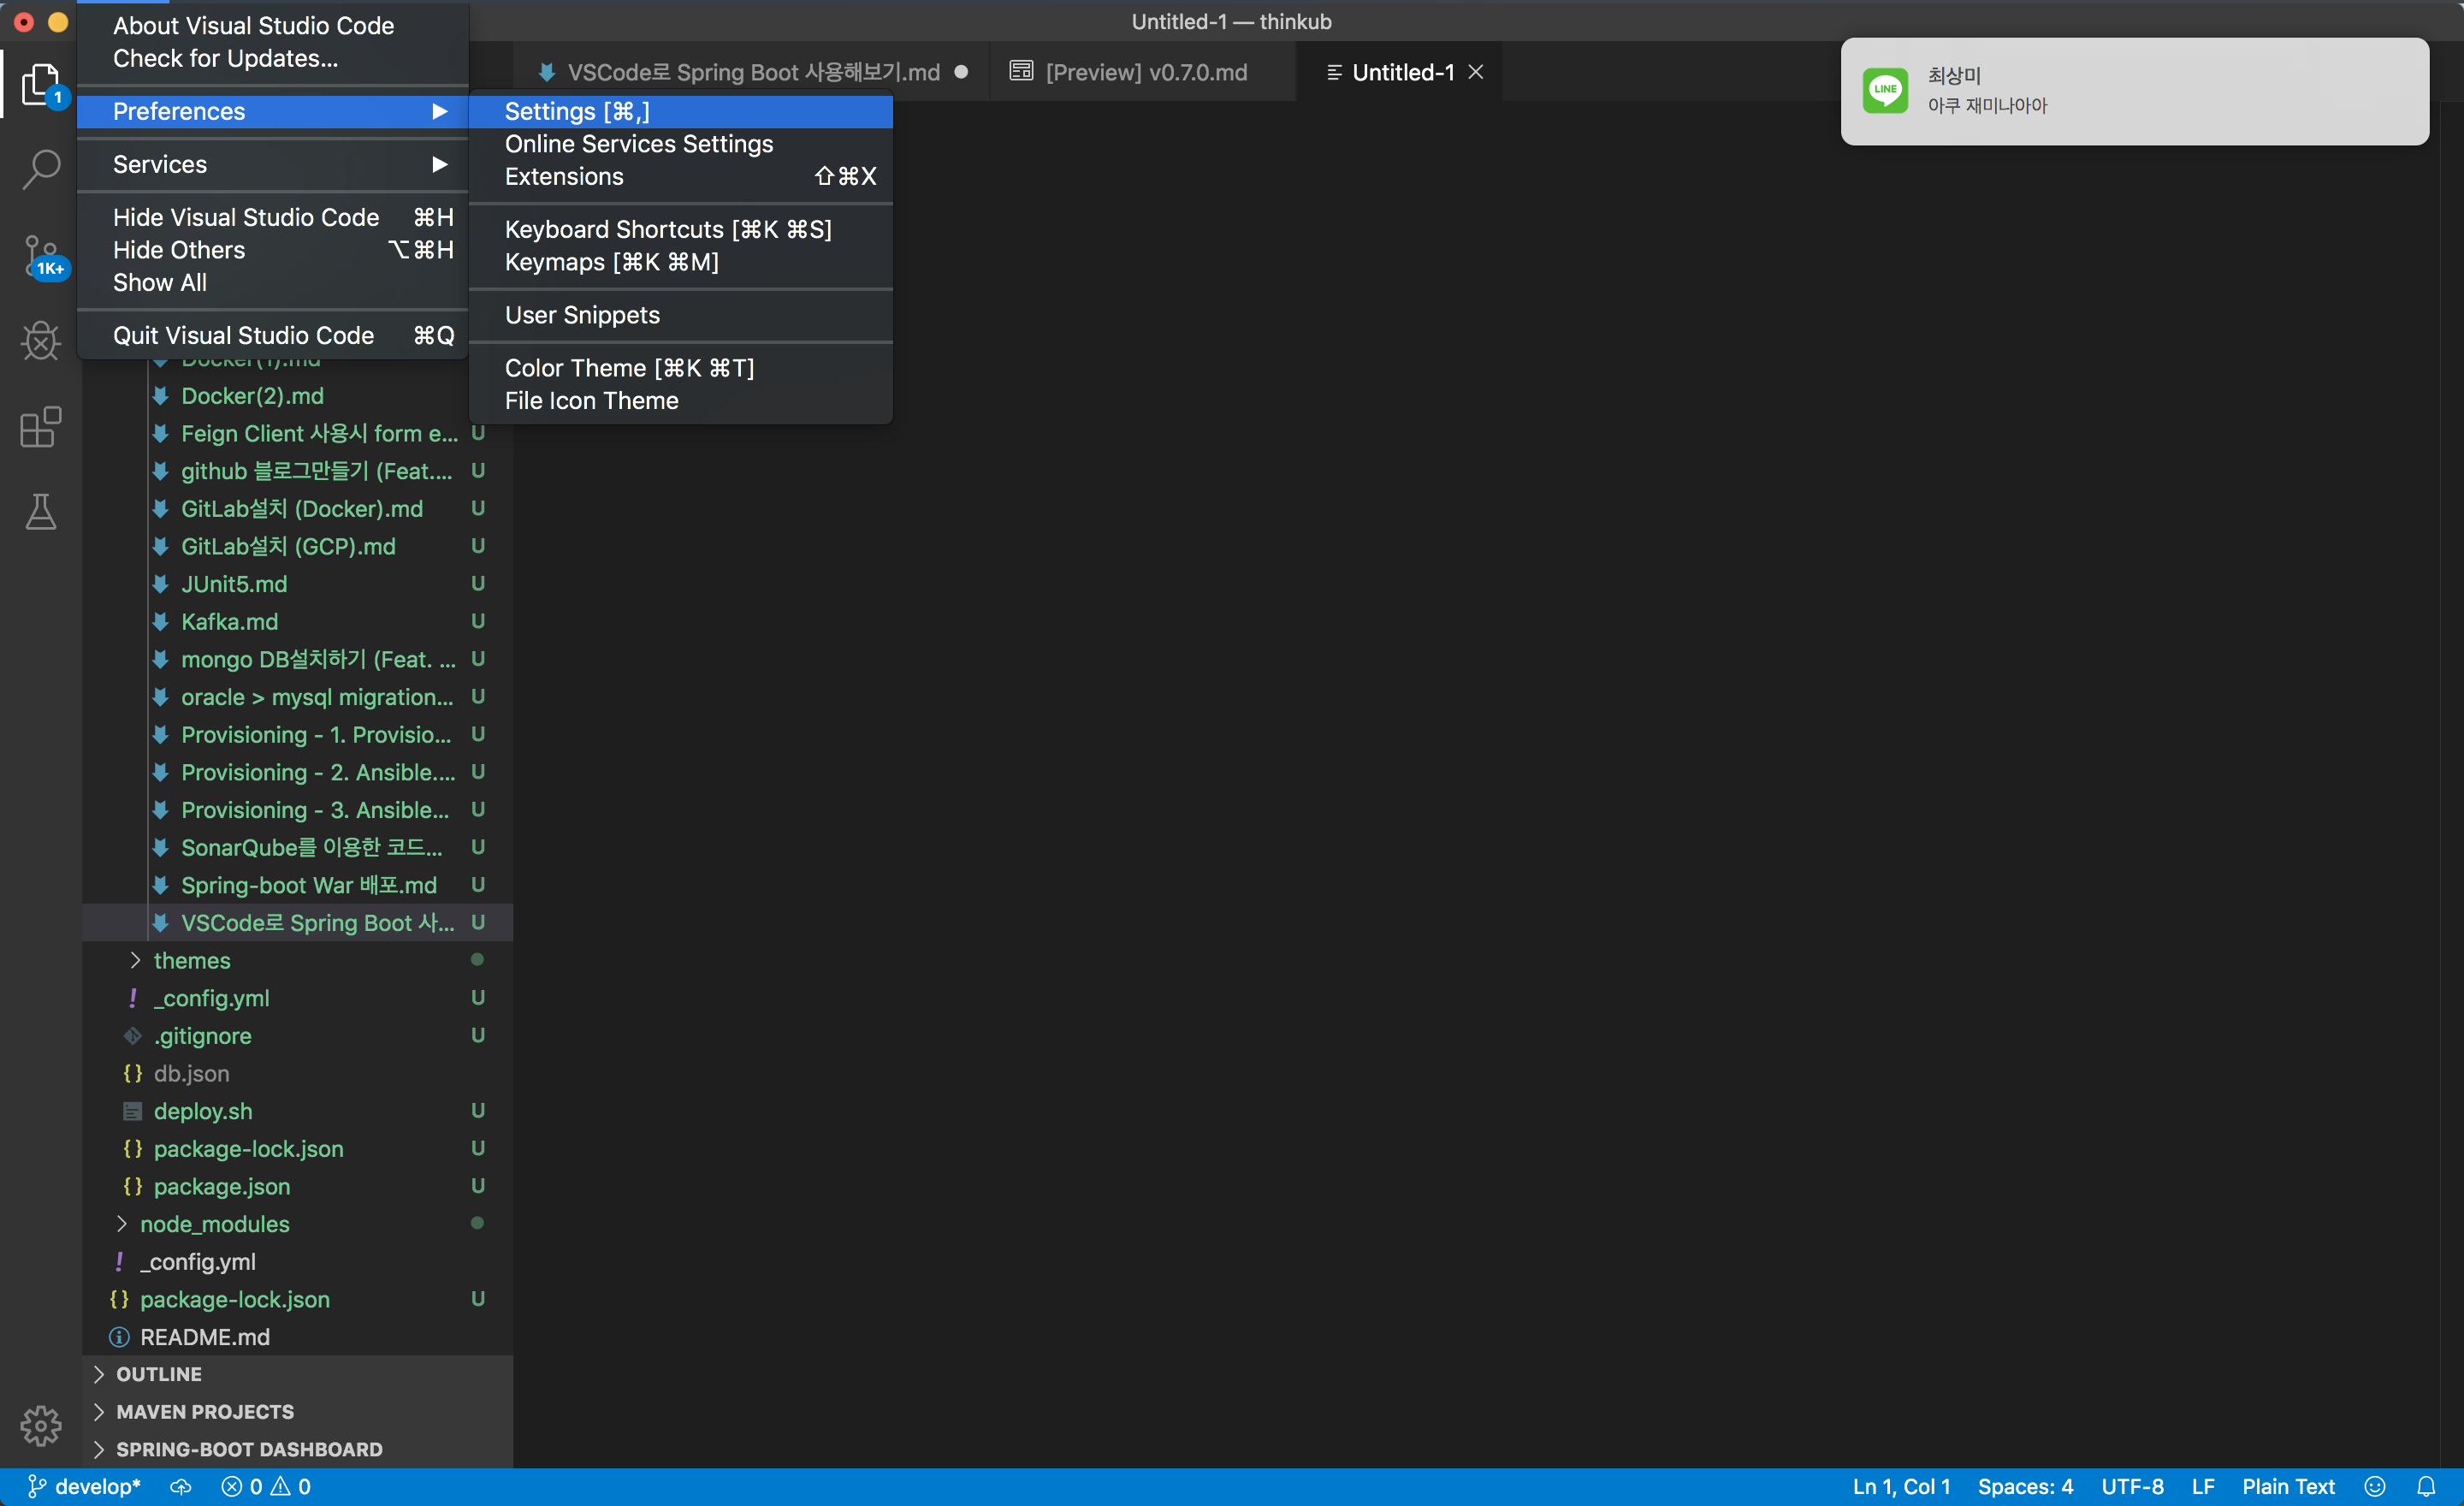 Untitled-1 — thinkub
About Visual Studio Code
Check for Updates...
Preferences
Services
Hide Visual Studio Code ⌘H
Hide Others ⌥⌘H
Show All
Quit Visual Studio Code ⌘Q
Settings [⌘,]
Online Services Settings
Extensions ⇧⌘X
Keyboard Shortcuts [⌘K ⌘S]
Keymaps [⌘K ⌘M]
User Snippets
Color Theme [⌘K ⌘T]
File Icon Theme
VSCode로 Spring Boot 사용해보기.md
[Preview] v0.7.0.md
Untitled-1
LINE
최상미
아쿠 재미나아아
1
1K+
Docker(1).md
Docker(2).md
Feign Client 사용시 form e... U
github 블로그만들기 (Feat.... U
GitLab설치 (Docker).md U
GitLab설치 (GCP).md U
JUnit5.md U
Kafka.md U
mongo DB설치하기 (Feat. ... U
oracle > mysql migration... U
Provisioning - 1. Provisio... U
Provisioning - 2. Ansible.... U
Provisioning - 3. Ansible... U
SonarQube를 이용한 코드... U
Spring-boot War 배포.md U
VSCode로 Spring Boot 사... U
themes
_config.yml U
.gitignore U
db.json
deploy.sh U
package-lock.json U
package.json U
node_modules
_config.yml
package-lock.json U
README.md
OUTLINE
MAVEN PROJECTS
SPRING-BOOT DASHBOARD
develop* 0 0
Ln 1, Col 1 Spaces: 4 UTF-8 LF Plain Text